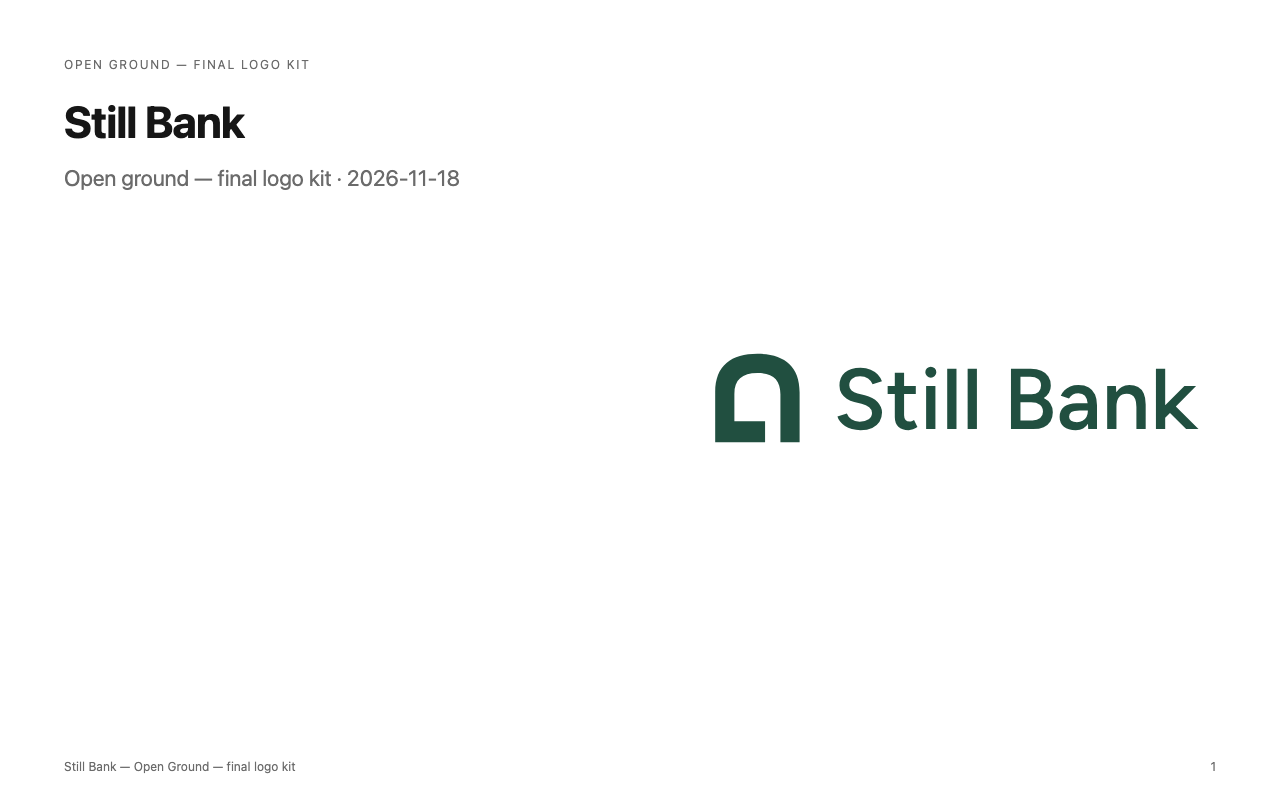 OPEN GROUND — FINAL LOGO KIT
Still Bank
Open ground — final logo kit · 2026-11-18
Still Bank
Still Bank — Open Ground — final logo kit
1